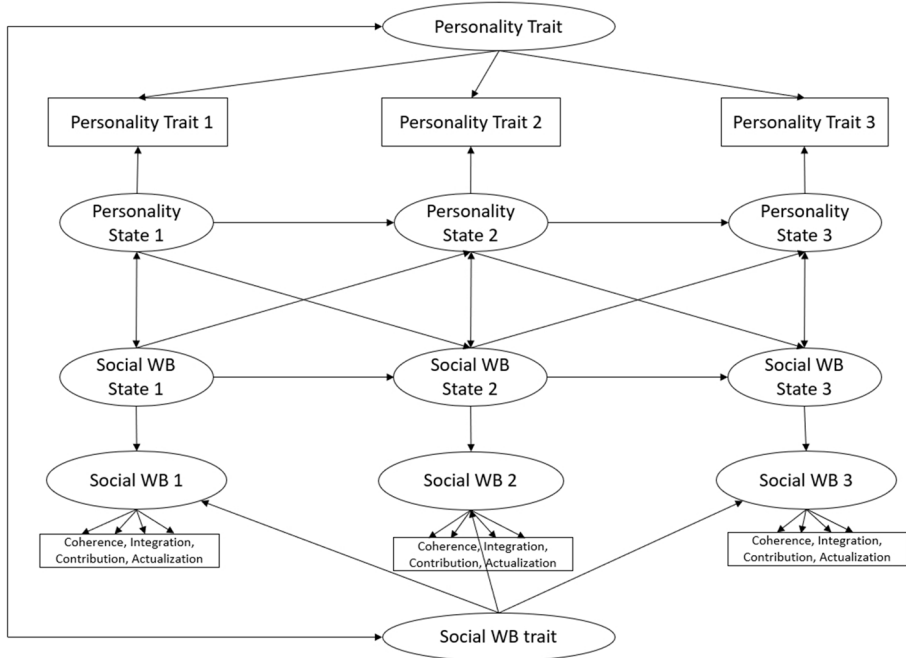 Personality Trait
Personality Trait 1
Personality Trait 2
Personality Trait 3
Personality
State 1
Personality
State 2
Personality
State 3
Social WB
State 1
Social WB
State 2
Social WB
State 3
Social WB 1
Social WB 2
Social WB 3
Coherence, Integration,
Contribution, Actualization
Coherence, Integration,
Contribution, Actualization
Coherence, Integration,
Contribution, Actualization
Social WB trait